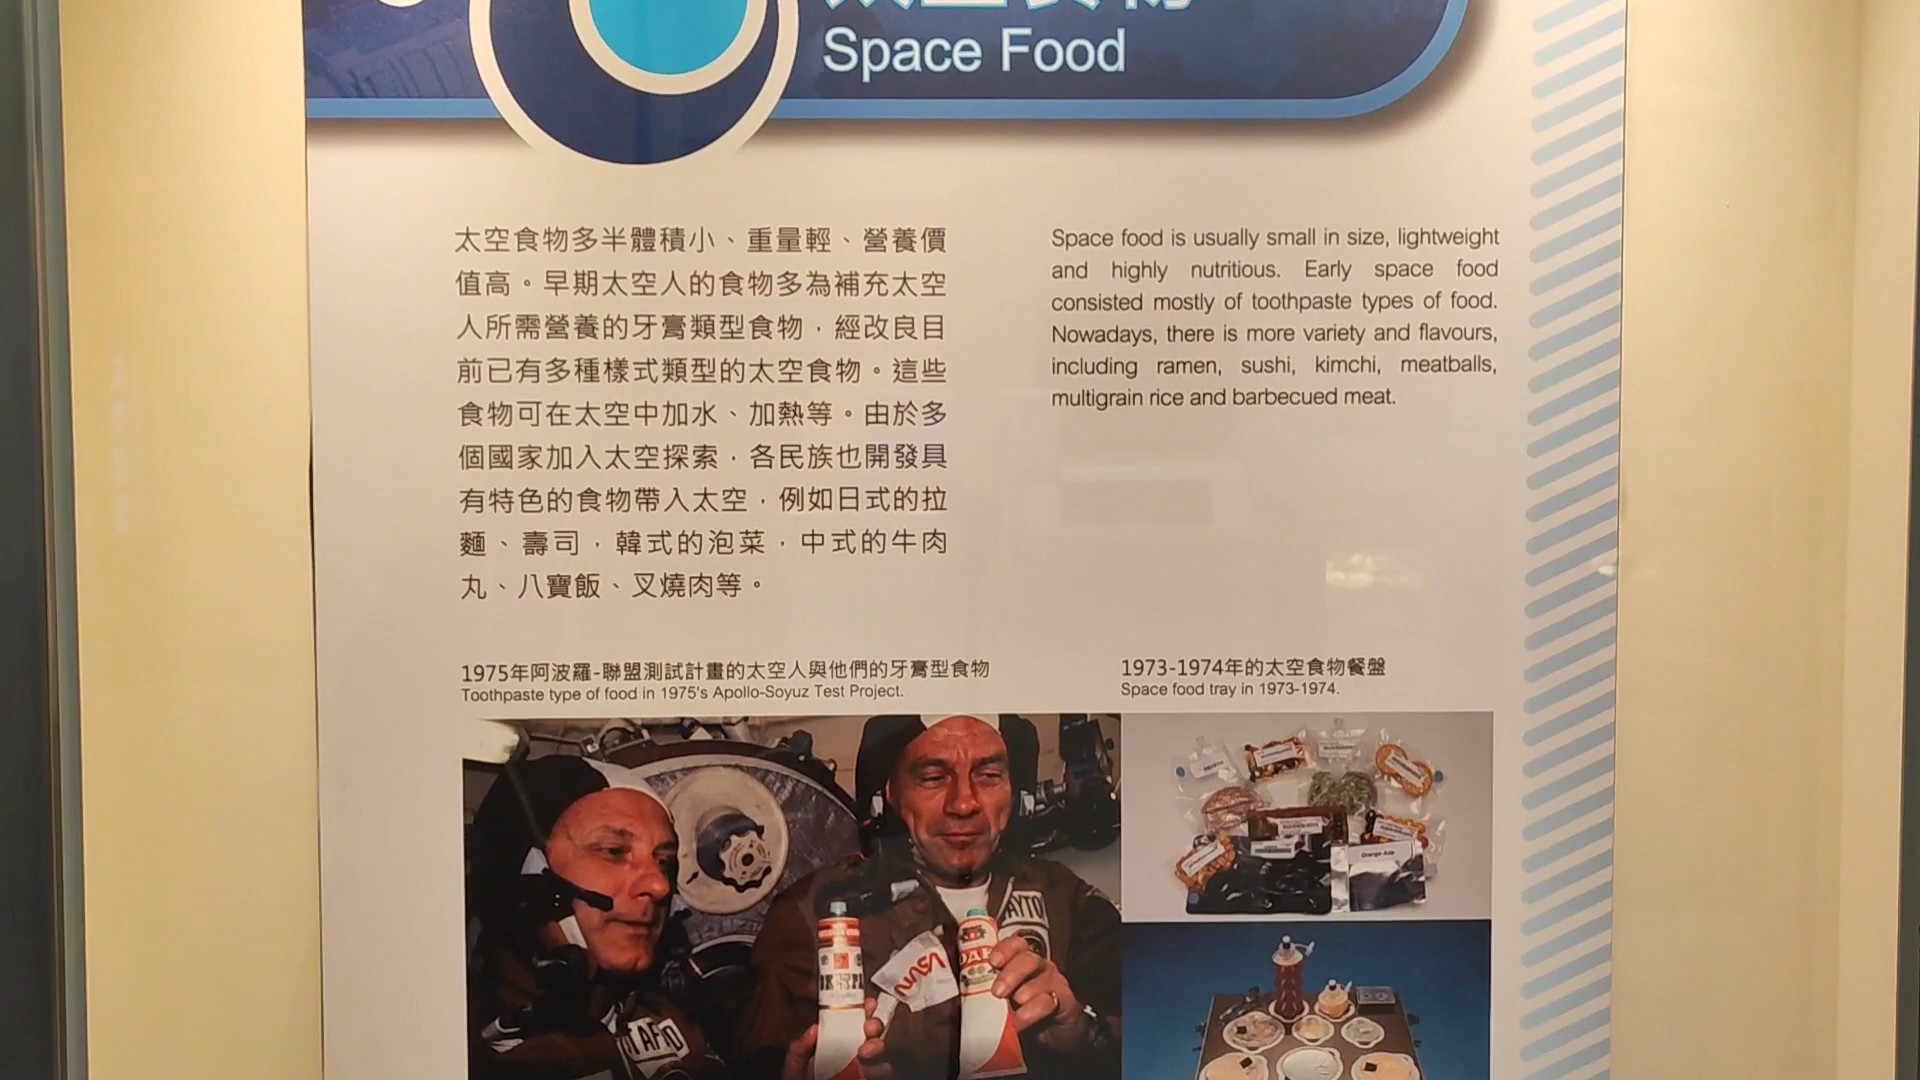 Space Food
太空食物多半體積小、重量輕、營養價
值高。早期太空人的食物多為補充太空
人所需營養的牙膏類型食物，經改良目
前已有多種樣式類型的太空食物。這些
食物可在太空中加水、加熱等。由於多
個國家加入太空探索，各民族也開發具
有特色的食物帶入太空，例如日式的拉
麵、壽司，韓式的泡菜，中式的牛肉
丸、八寶飯、叉燒肉等。
Space food is usually small in size, lightweight
and highly nutritious. Early space food
consisted mostly of toothpaste types of food.
Nowadays, there is more variety and flavours,
including ramen, sushi, kimchi, meatballs,
multigrain rice and barbecued meat.
1975年阿波羅-聯盟測試計畫的太空人與他們的牙膏型食物
Toothpaste type of food in 1975's Apollo-Soyuz Test Project.
1973-1974年的太空食物餐盤
Space food tray in 1973-1974.
Orange Ade